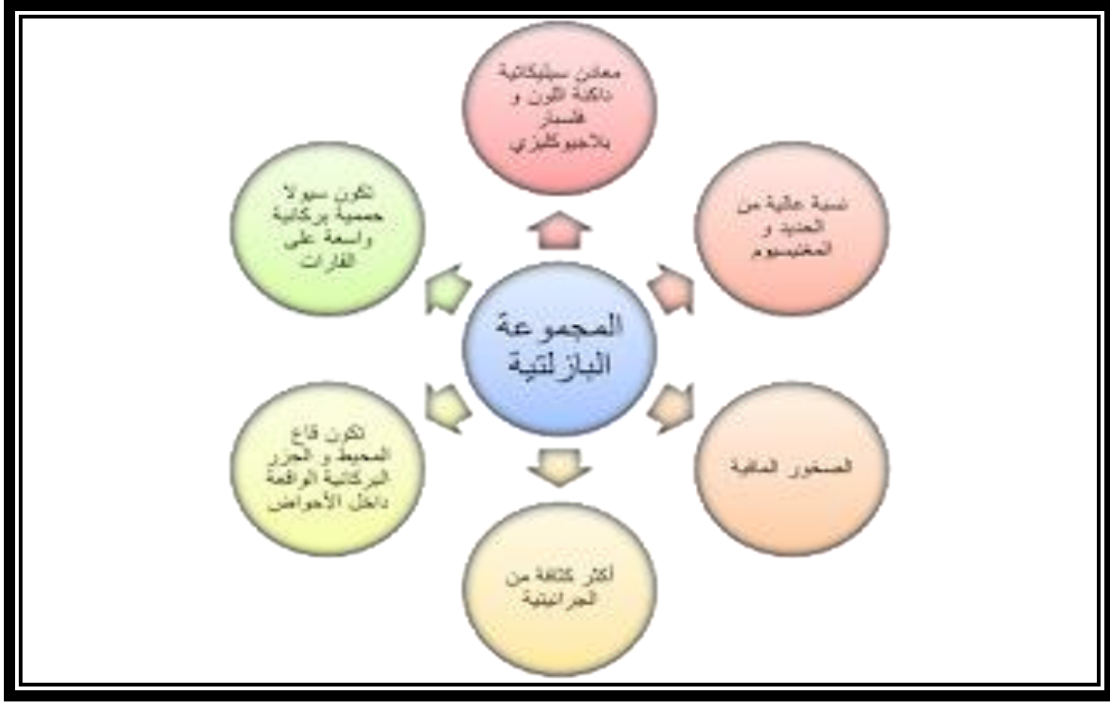 معادن سيليكاتية
داكنة اللون و
فلسبار
بلاجيوكليزي
نسبة عالية من
الحديد و
المغنيسيوم
الصخور المافية
أكثر كثافة من
الجرانيتية
تكون قاع
المحيط و الجزر
البركانية الواقعة
داخل الأحواض
تكون سيولا
حممية بركانية
واسعة على
القارات
المجموعة
البازلتية